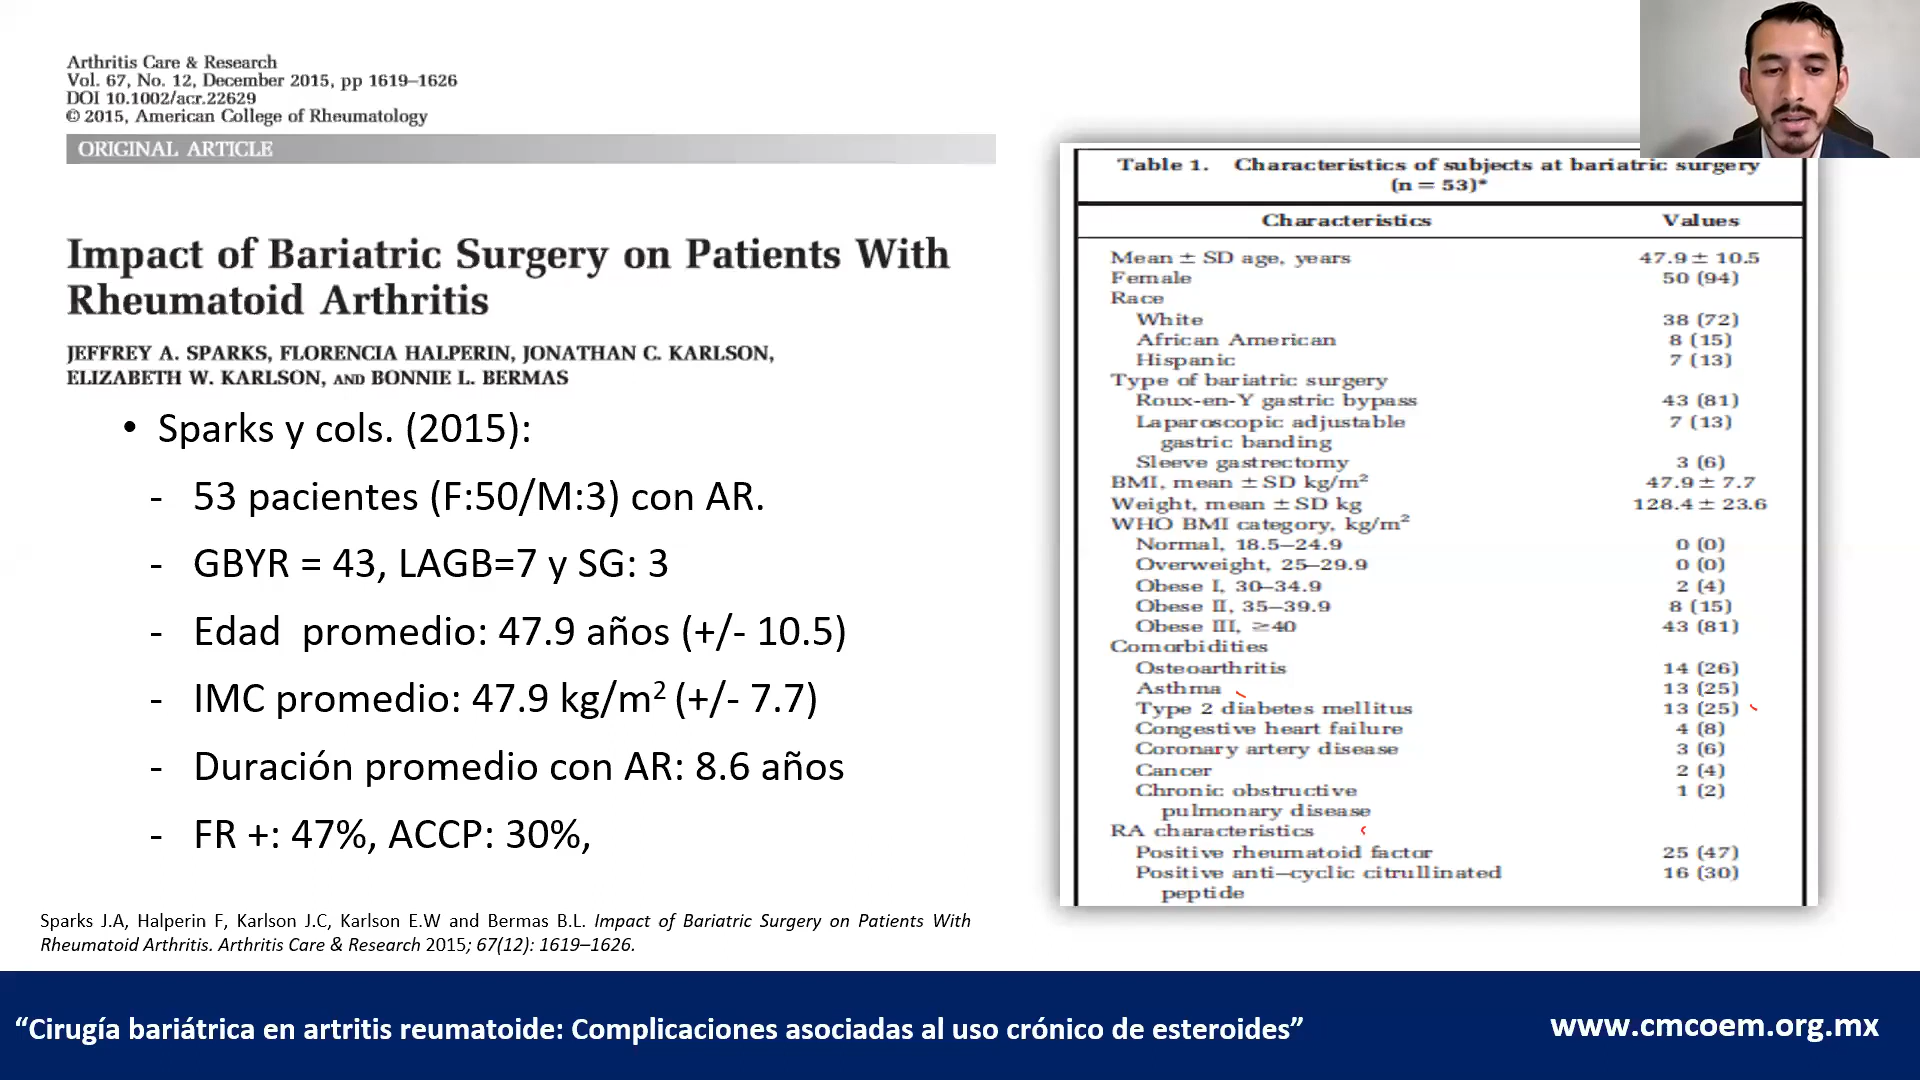 Arthritis Care & Research
Vol. 67, No. 12, December 2015, pp 1619–1626
DOI 10.1002/acr.22629
© 2015, American College of Rheumatology
ORIGINAL ARTICLE
Impact of Bariatric Surgery on Patients With
Rheumatoid Arthritis
JEFFREY A. SPARKS, FLORENCIA HALPERIN, JONATHAN C. KARLSON,
ELIZABETH W. KARLSON, AND BONNIE L. BERMAS
• Sparks y cols. (2015):
- 53 pacientes (F:50/M:3) con AR.
- GBYR = 43, LAGB=7 y SG: 3
- Edad promedio: 47.9 años (+/- 10.5)
- IMC promedio: 47.9 kg/m² (+/- 7.7)
- Duración promedio con AR: 8.6 años
- FR +: 47%, ACCP: 30%,
Sparks J.A, Halperin F, Karlson J.C, Karlson E.W and Bermas B.L. Impact of Bariatric Surgery on Patients With
Rheumatoid Arthritis. Arthritis Care & Research 2015; 67(12): 1619–1626.
Table 1. Characteristics of subjects at bariatric surgery
(n = 53)*
Characteristics Values
Mean ± SD age, years 47.9 ± 10.5
Female 50 (94)
Race
White 38 (72)
African American 8 (15)
Hispanic 7 (13)
Type of bariatric surgery
Roux-en-Y gastric bypass 43 (81)
Laparoscopic adjustable 7 (13)
gastric banding
Sleeve gastrectomy 3 (6)
BMI, mean ± SD kg/m² 47.9 ± 7.7
Weight, mean ± SD kg 128.4 ± 23.6
WHO BMI category, kg/m²
Normal, 18.5–24.9 0 (0)
Overweight, 25–29.9 0 (0)
Obese I, 30–34.9 2 (4)
Obese II, 35–39.9 8 (15)
Obese III, ≥40 43 (81)
Comorbidities
Osteoarthritis 14 (26)
Asthma 13 (25)
Type 2 diabetes mellitus 13 (25)
Congestive heart failure 4 (8)
Coronary artery disease 3 (6)
Cancer 2 (4)
Chronic obstructive 1 (2)
pulmonary disease
RA characteristics
Positive rheumatoid factor 25 (47)
Positive anti–cyclic citrullinated 16 (30)
peptide
“Cirugía bariátrica en artritis reumatoide: Complicaciones asociadas al uso crónico de esteroides”
www.cmcoem.org.mx